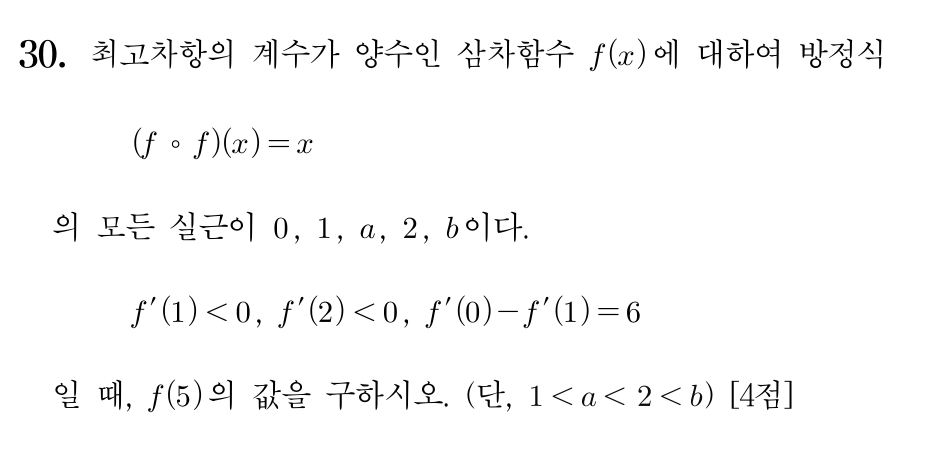 30. 최고차항의 계수가 양수인 삼차함수 f(x)에 대하여 방정식
(f ∘ f)(x)=x
의 모든 실근이 0, 1, a, 2, b이다.
f′(1)<0, f′(2)<0, f′(0)−f′(1)=6
일 때, f(5)의 값을 구하시오. (단, 1<a<2<b) [4점]